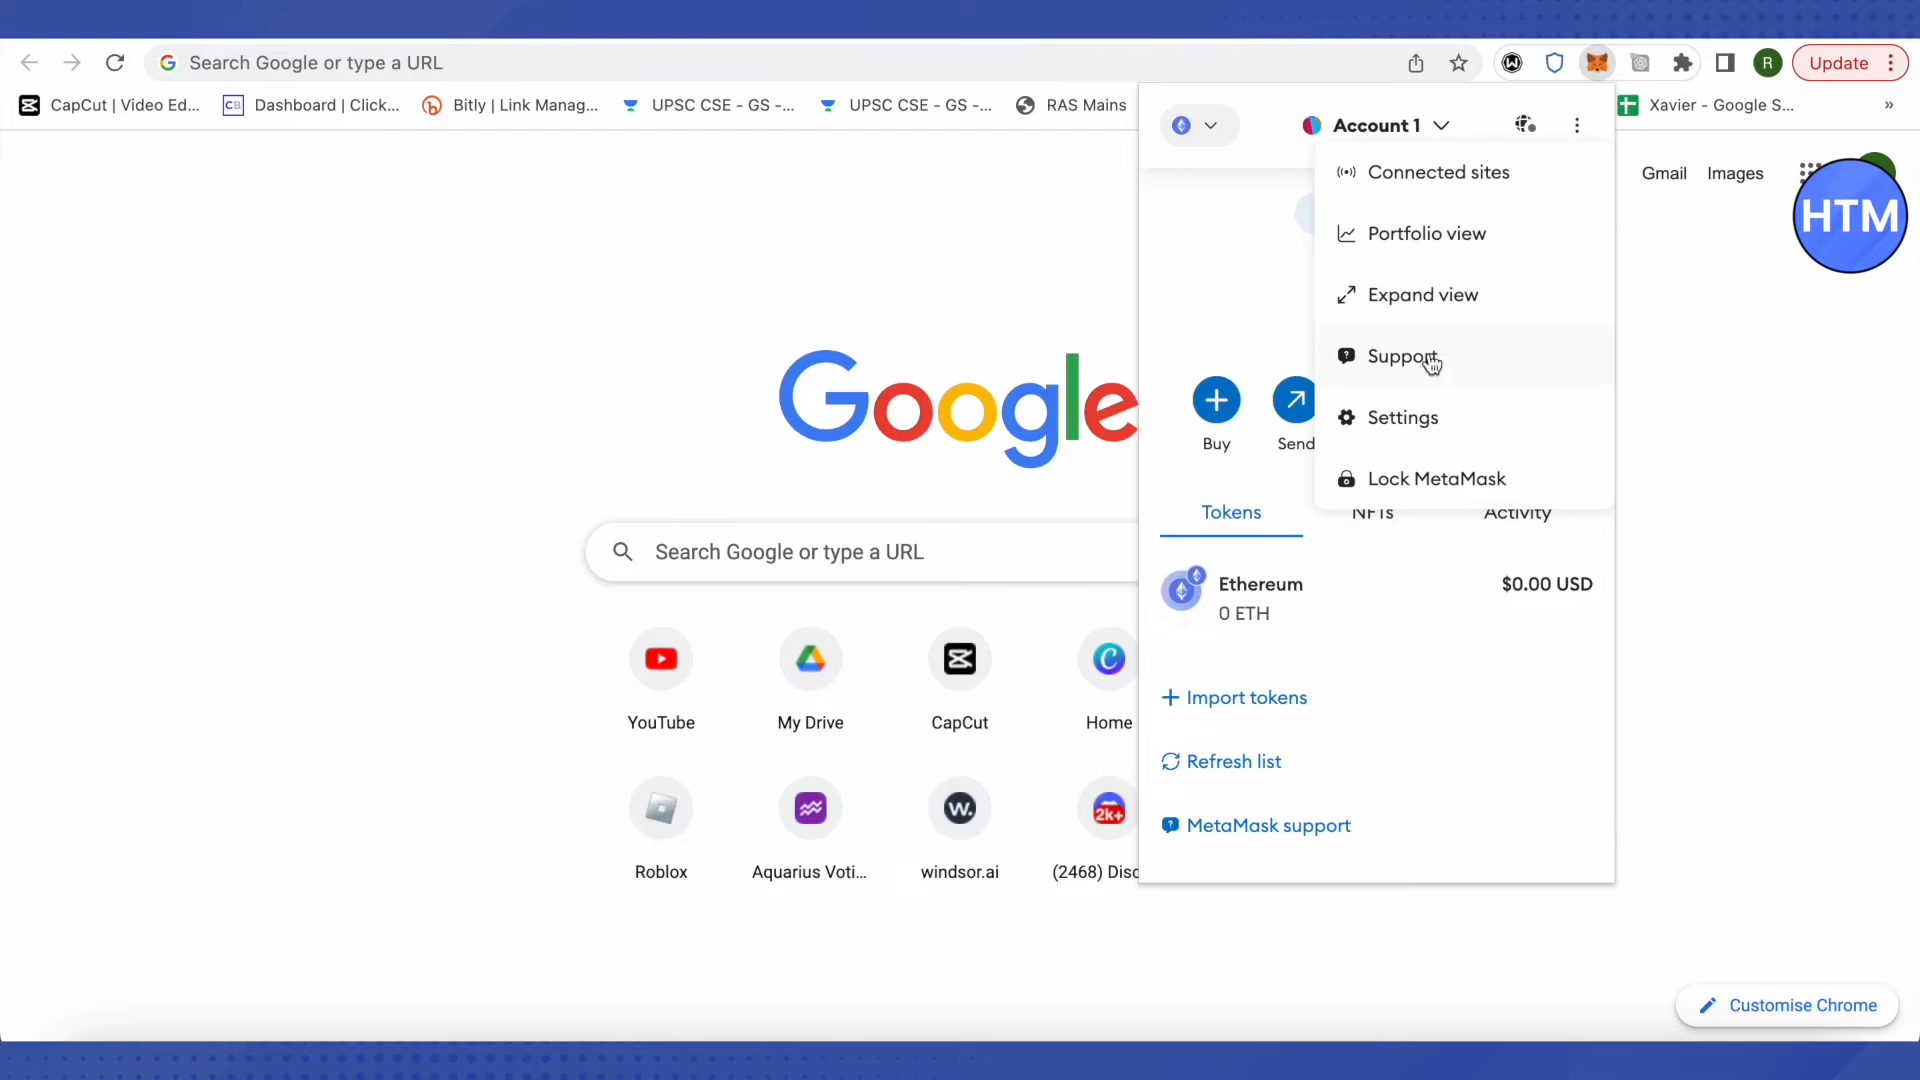 Search Google or type a URL
R
Update
CapCut | Video Ed...
CB
Dashboard | Click...
Bitly | Link Manag...
UPSC CSE - GS -...
UPSC CSE - GS -...
RAS Mains
Xavier - Google S...
»
Account 1
Gmail
Images
HTM
Connected sites
Portfolio view
Expand view
Support
Settings
Lock MetaMask
Google
Buy
Send
Tokens
NFTs
Activity
Search Google or type a URL
Ethereum
$0.00 USD
0 ETH
Import tokens
YouTube
My Drive
CapCut
Home
Refresh list
w.
2k+
MetaMask support
Roblox
Aquarius Voti...
windsor.ai
(2468) Disc
Customise Chrome